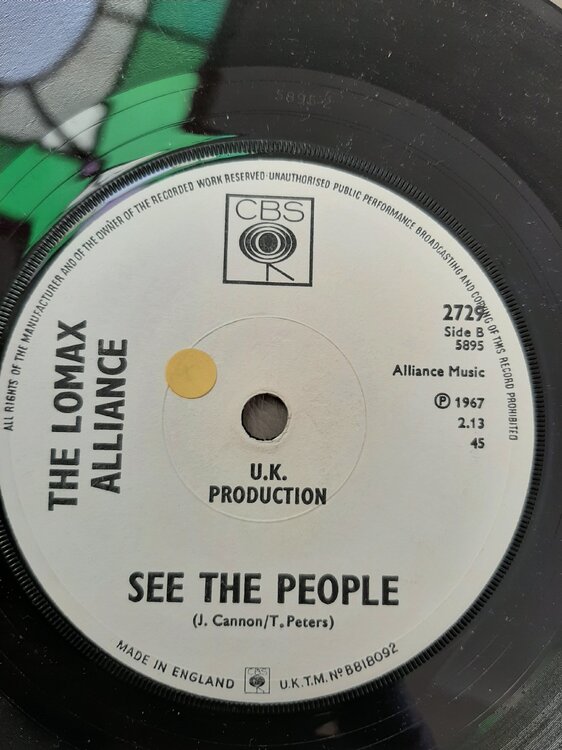 5895
ALL RIGHTS OF THE MANUFACTURER AND OF THE OWNER OF THE RECORDED WORK RESERVED·UNAUTHORISED PUBLIC PERFORMANCE BROADCASTING AND COPYING OF THIS RECORD PROHIBITED
CBS
2729
Side B
5895
Alliance Music
Ⓟ 1967
2.13
45
THE LOMAX
ALLIANCE
U.K.
PRODUCTION
SEE THE PEOPLE
(J. Cannon/T. Peters)
MADE IN ENGLAND U.K.T.M. Nº BB18092